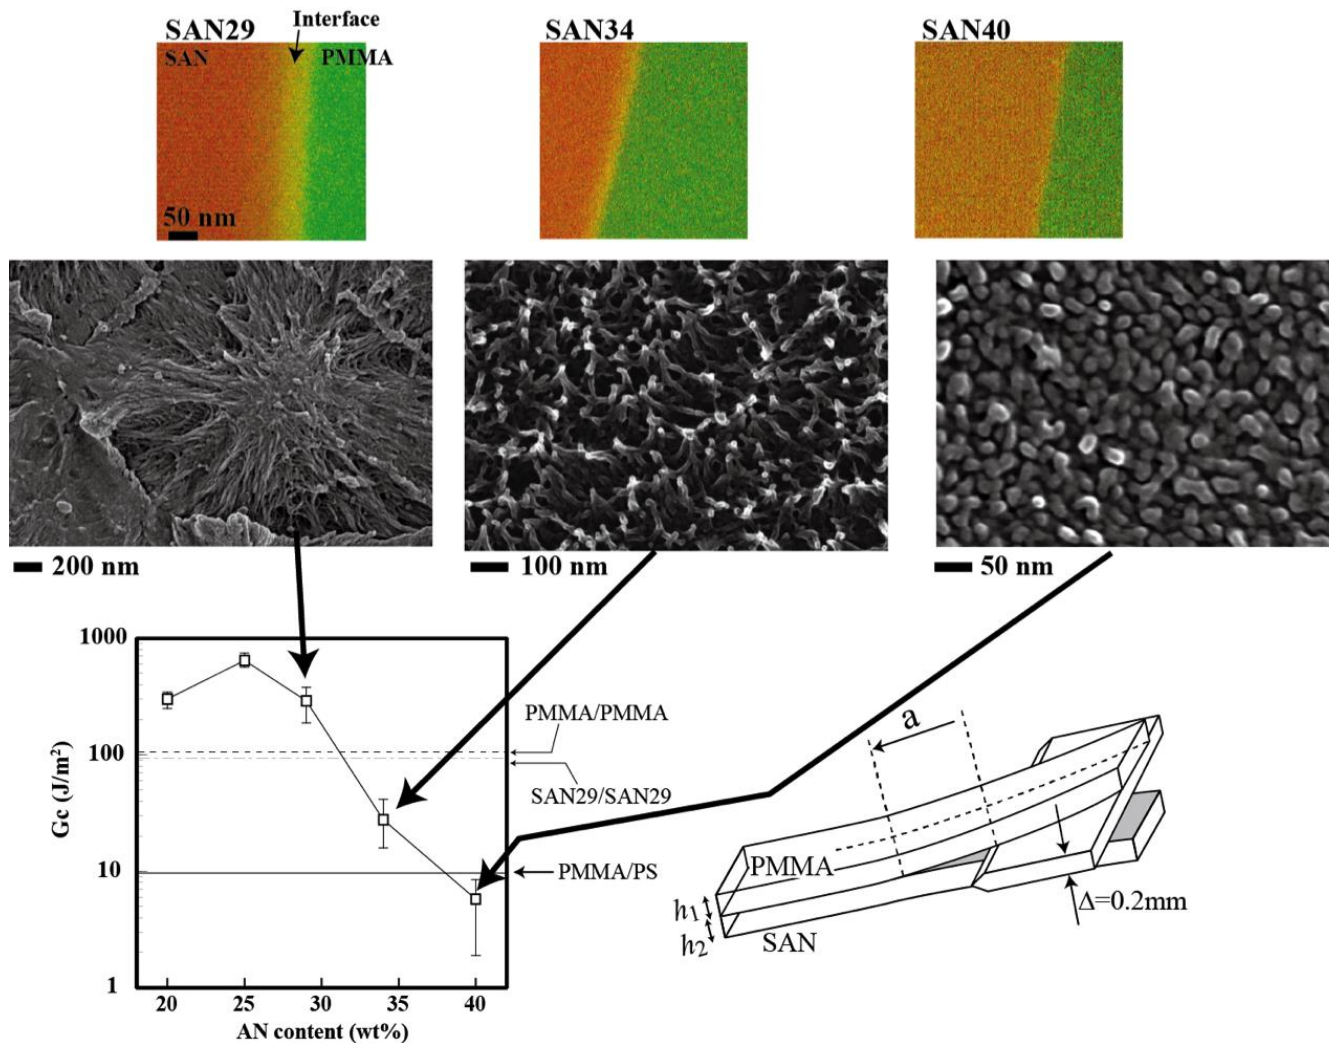 SAN29
Interface
SAN34
SAN40
SAN
PMMA
50 nm
200 nm
100 nm
50 nm
1000
100
10
1
Gc (J/m²)
20
25
30
35
40
AN content (wt%)
PMMA/PMMA
SAN29/SAN29
PMMA/PS
a
PMMA
h₁
h₂
SAN
Δ=0.2mm